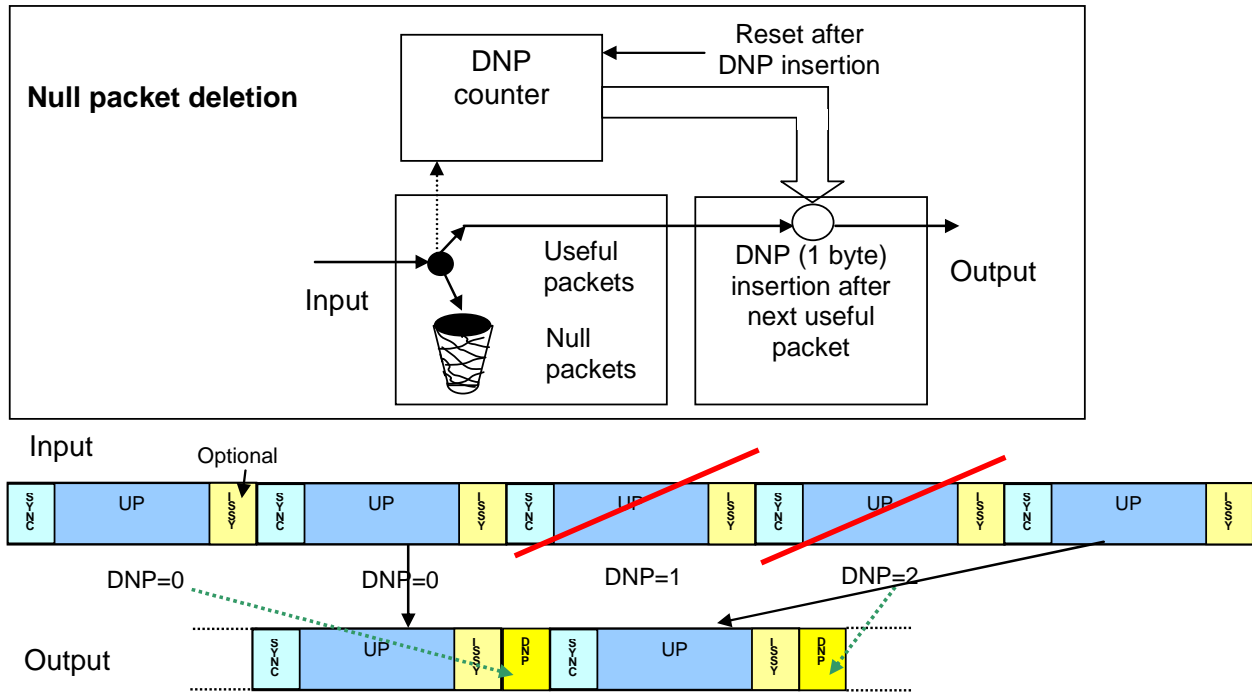 Null packet deletion
DNP
counter
Reset after
DNP insertion
Input
Useful
packets
Null
packets
DNP (1 byte)
insertion after
next useful
packet
Output
Input
Optional
SYNC UP ISSY SYNC UP ISSY SYNC UP ISSY SYNC UP ISSY SYNC UP ISSY
DNP=0 DNP=0 DNP=1 DNP=2
Output
SYNC UP ISSY DNP SYNC UP ISSY DNP